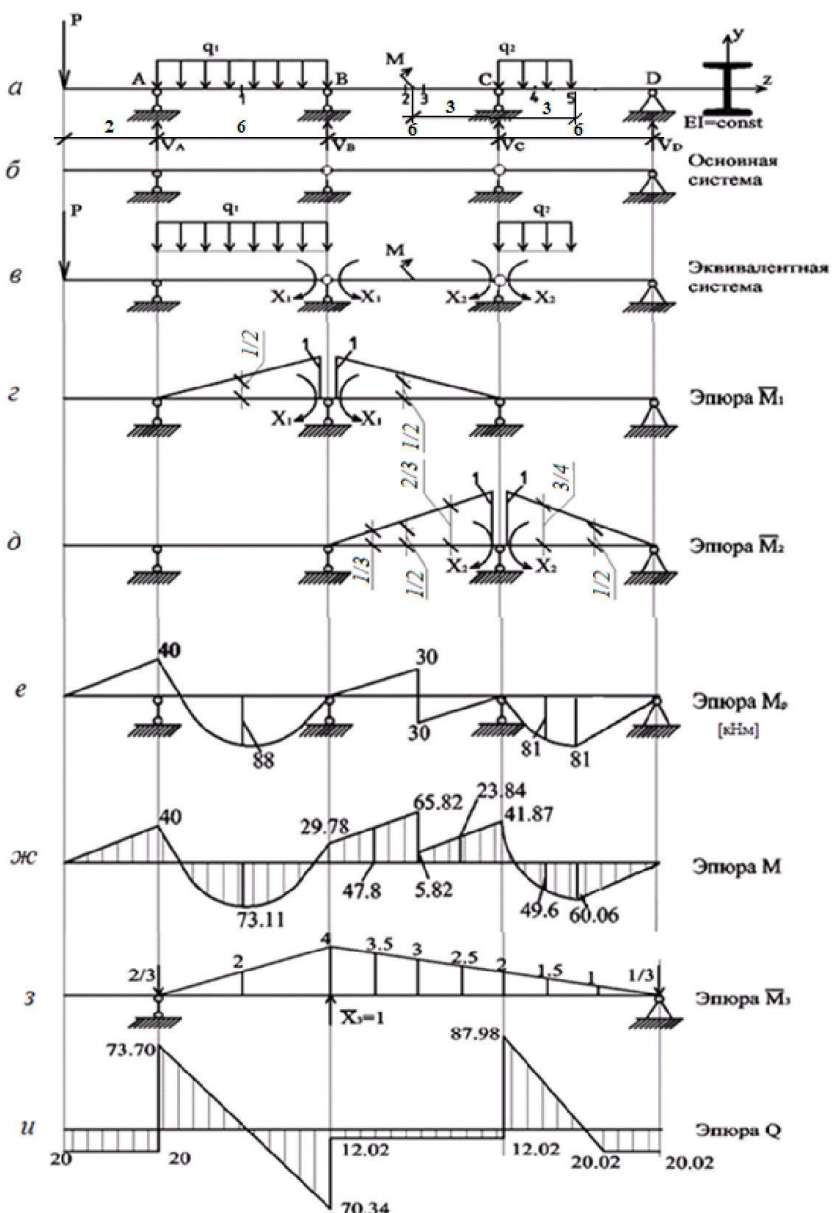 P
y
q₁
q₂
а
A
B
M
C
D
z
1
2
3
4
5
3
3
EI=const
2
6
6
6
V_A
V_B
V_C
V_D
б
Основная
система
P
q₁
q₂
в
M
Эквивалентная
система
X₁
X₁
X₂
X₂
1/2
1
1
г
Эпюра M̅₁
X₁
X₁
1/2
2/3
1
1
3/4
д
Эпюра M̅₂
1/3
1/2
X₂
X₂
1/2
40
30
е
Эпюра Mₚ
[кНм]
88
30
81
81
40
29.78
65.82
23.84
41.87
ж
Эпюра M
73.11
47.8
5.82
49.6
60.06
2/3
2
4
3.5
3
2.5
2
1.5
1
1/3
з
Эпюра M̅₃
X̅₃=1
73.70
87.98
и
Эпюра Q
20
20
12.02
12.02
20.02
20.02
70.34